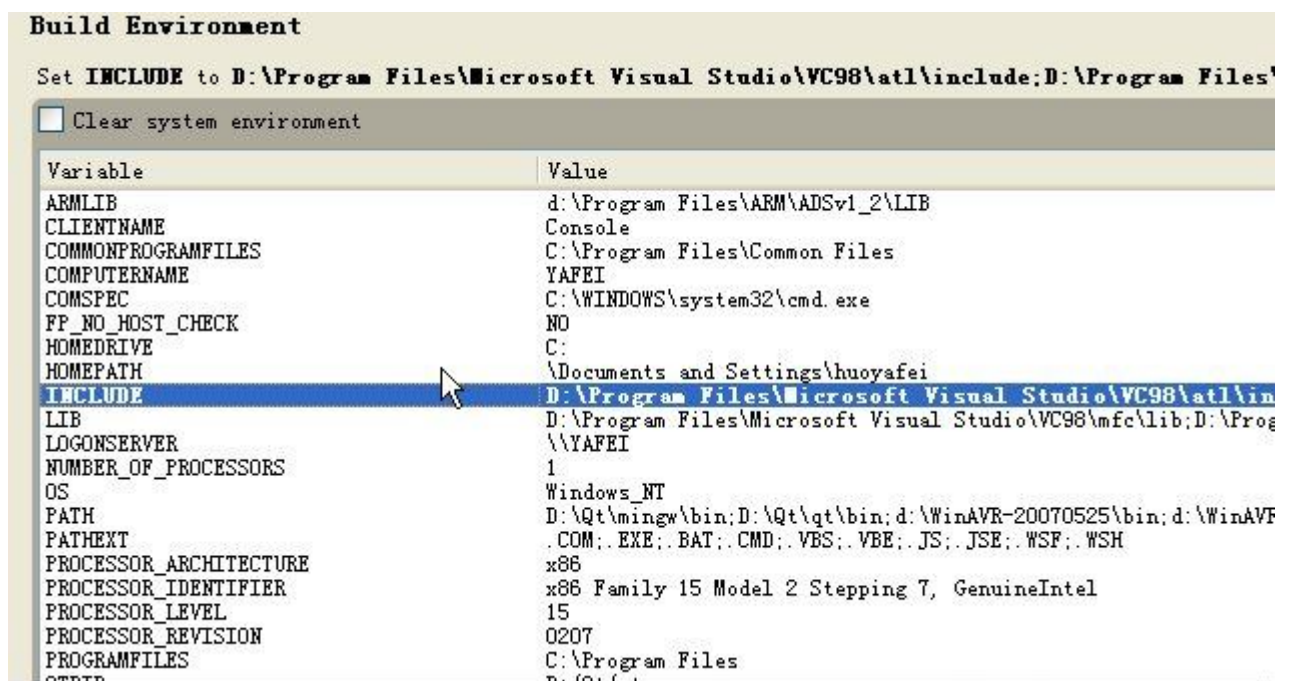 Build Environment
Set INCLUDE to D:\Program Files\Microsoft Visual Studio\VC98\atl\include;D:\Program Files\
Clear system environment
Variable Value
ARMLIB d:\Program Files\ARM\ADSv1_2\LIB
CLIENTNAME Console
COMMONPROGRAMFILES C:\Program Files\Common Files
COMPUTERNAME YAFEI
COMSPEC C:\WINDOWS\system32\cmd.exe
FP_NO_HOST_CHECK NO
HOMEDRIVE C:
HOMEPATH \Documents and Settings\huoyafei
INCLUDE D:\Program Files\Microsoft Visual Studio\VC98\atl\in
LIB D:\Program Files\Microsoft Visual Studio\VC98\mfc\lib;D:\Prog
LOGONSERVER \\YAFEI
NUMBER_OF_PROCESSORS 1
OS Windows_NT
PATH D:\Qt\mingw\bin;D:\Qt\qt\bin;d:\WinAVR-20070525\bin;d:\WinAVR
PATHEXT .COM;.EXE;.BAT;.CMD;.VBS;.VBE;.JS;.JSE;.WSF;.WSH
PROCESSOR_ARCHITECTURE x86
PROCESSOR_IDENTIFIER x86 Family 15 Model 2 Stepping 7, GenuineIntel
PROCESSOR_LEVEL 15
PROCESSOR_REVISION 0207
PROGRAMFILES C:\Program Files